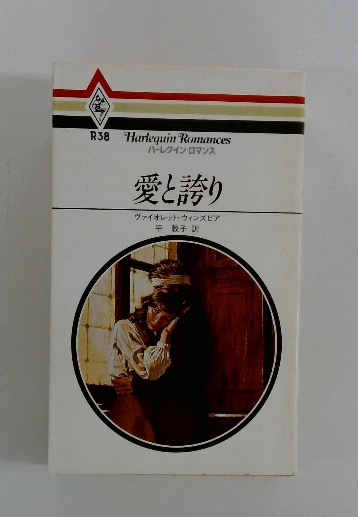 R38 Harlequin Romances
ハーレクイン・ロマンス
愛と誇り
ヴァイオレット・ウィンズピア
平 敦子 訳